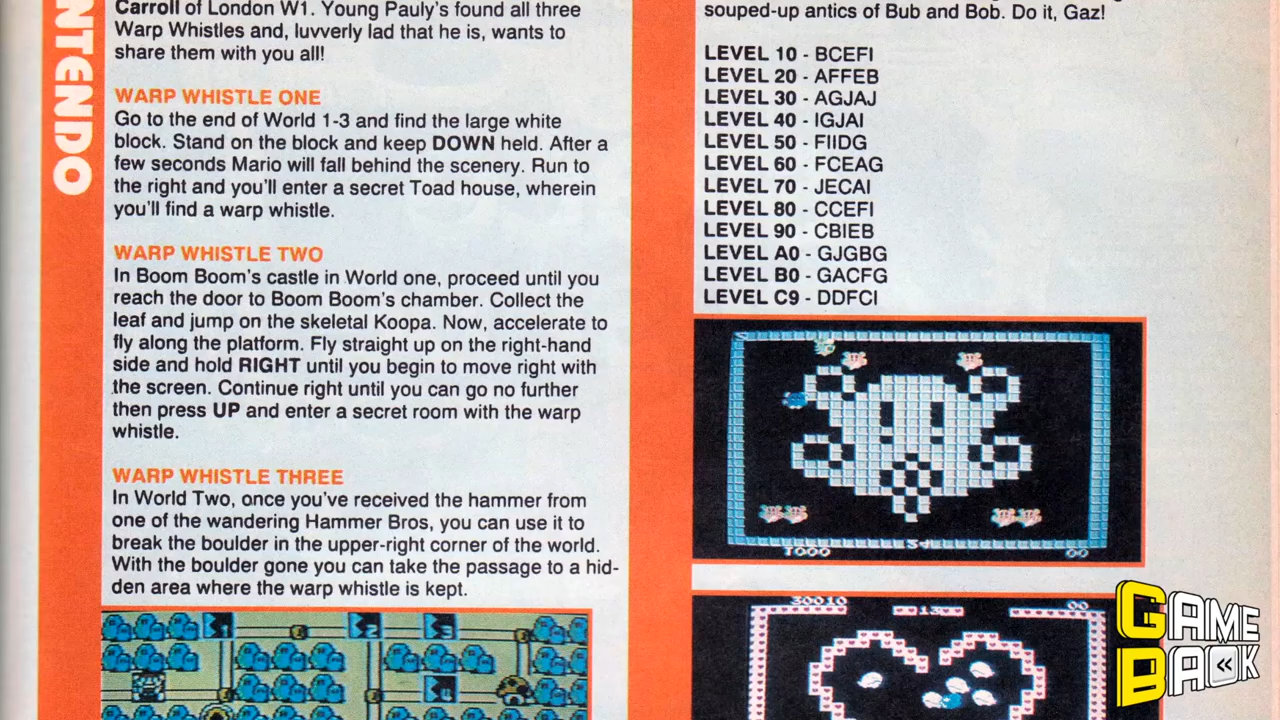 NTENDO
Carroll of London W1. Young Pauly's found all three
Warp Whistles and, luvverly lad that he is, wants to
share them with you all!
WARP WHISTLE ONE
Go to the end of World 1-3 and find the large white
block. Stand on the block and keep DOWN held. After a
few seconds Mario will fall behind the scenery. Run to
the right and you'll enter a secret Toad house, wherein
you'll find a warp whistle.
WARP WHISTLE TWO
In Boom Boom's castle in World one, proceed until you
reach the door to Boom Boom's chamber. Collect the
leaf and jump on the skeletal Koopa. Now, accelerate to
fly along the platform. Fly straight up on the right-hand
side and hold RIGHT until you begin to move right with
the screen. Continue right until you can go no further
then press UP and enter a secret room with the warp
whistle.
WARP WHISTLE THREE
In World Two, once you've received the hammer from
one of the wandering Hammer Bros, you can use it to
break the boulder in the upper-right corner of the world.
With the boulder gone you can take the passage to a hid-
den area where the warp whistle is kept.
1
2
3
4
souped-up antics of Bub and Bob. Do it, Gaz!
LEVEL 10 - BCEFI
LEVEL 20 - AFFEB
LEVEL 30 - AGJAJ
LEVEL 40 - IGJAI
LEVEL 50 - FIIDG
LEVEL 60 - FCEAG
LEVEL 70 - JECAI
LEVEL 80 - CCEFI
LEVEL 90 - CBIEB
LEVEL A0 - GJGBG
LEVEL B0 - GACFG
LEVEL C9 - DDFCI
00
30010
13
00
GAME
BACK